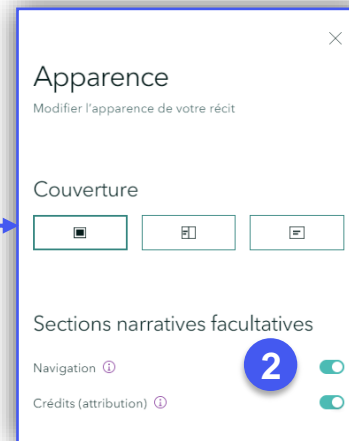 Apparence
Modifier l'apparence de votre récit
Couverture
Sections narratives facultatives
Navigation
2
Crédits (attribution)